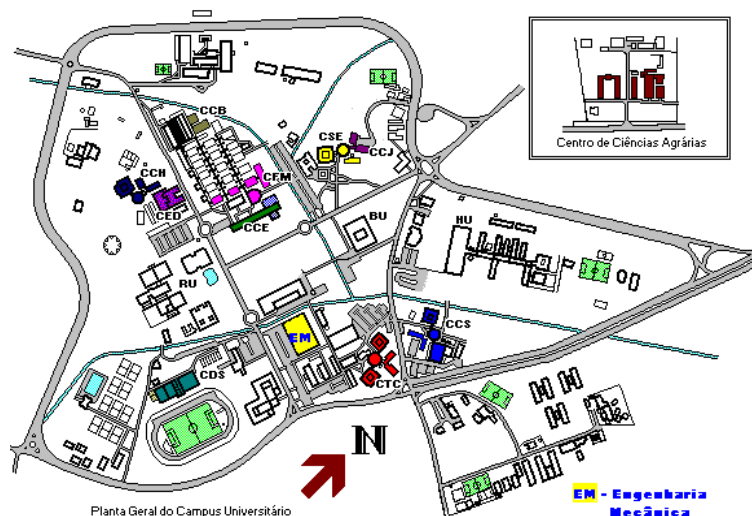 CCB
CSE
CCJ
Centro de Ciências Agrárias
CCH
CFM
CED
CCE
BU
HU
RU
EM
CCS
CDS
CTC
N
EM - Engenharia
Mecânica
Planta Geral do Campus Universitário